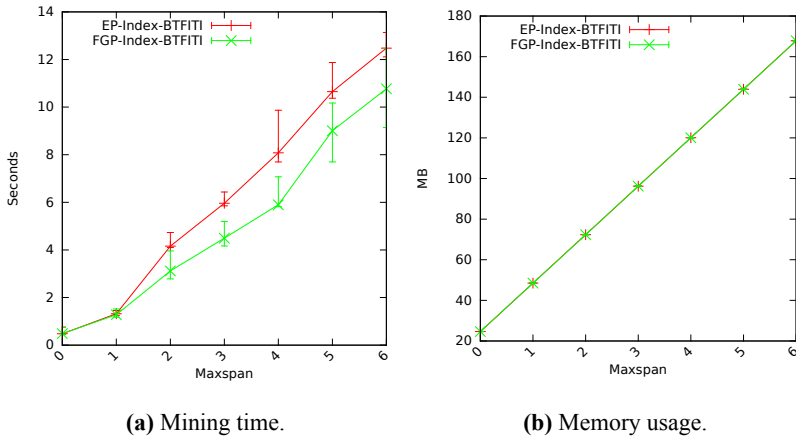 EP-Index-BTFITI
FGP-Index-BTFITI
14
12
10
8
6
4
2
0
Seconds
0 1 2 3 4 5 6
Maxspan
(a) Mining time.
EP-Index-BTFITI
FGP-Index-BTFITI
180
160
140
120
100
80
60
40
20
MB
0 1 2 3 4 5 6
Maxspan
(b) Memory usage.